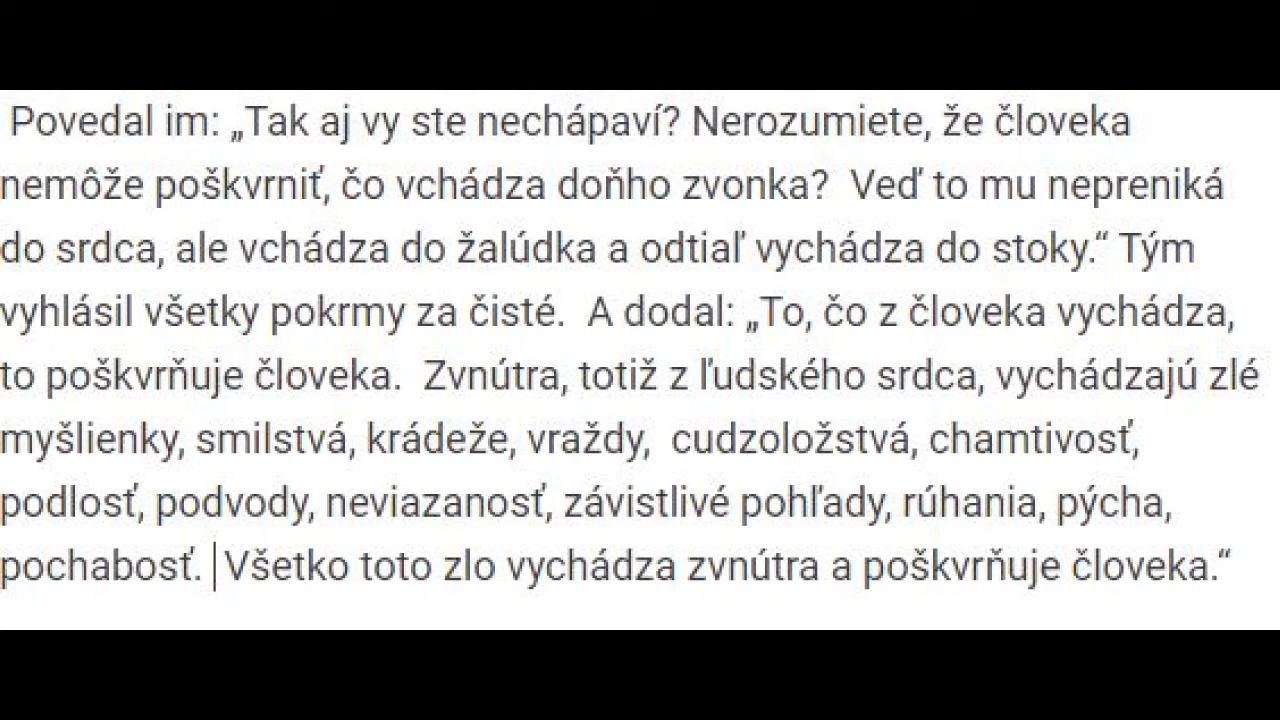 Povedal im: „Tak aj vy ste nechápaví? Nerozumiete, že človeka
nemôže poškvrniť, čo vchádza doňho zvonka?  Veď to mu nepreniká
do srdca, ale vchádza do žalúdka a odtiaľ vychádza do stoky.“ Tým
vyhlásil všetky pokrmy za čisté.  A dodal: „To, čo z človeka vychádza,
to poškvrňuje človeka.  Zvnútra, totiž z ľudského srdca, vychádzajú zlé
myšlienky, smilstvá, krádeže, vraždy,  cudzoložstvá, chamtivosť,
podlosť, podvody, neviazanosť, závistlivé pohľady, rúhania, pýcha,
pochabosť. Všetko toto zlo vychádza zvnútra a poškvrňuje človeka.“